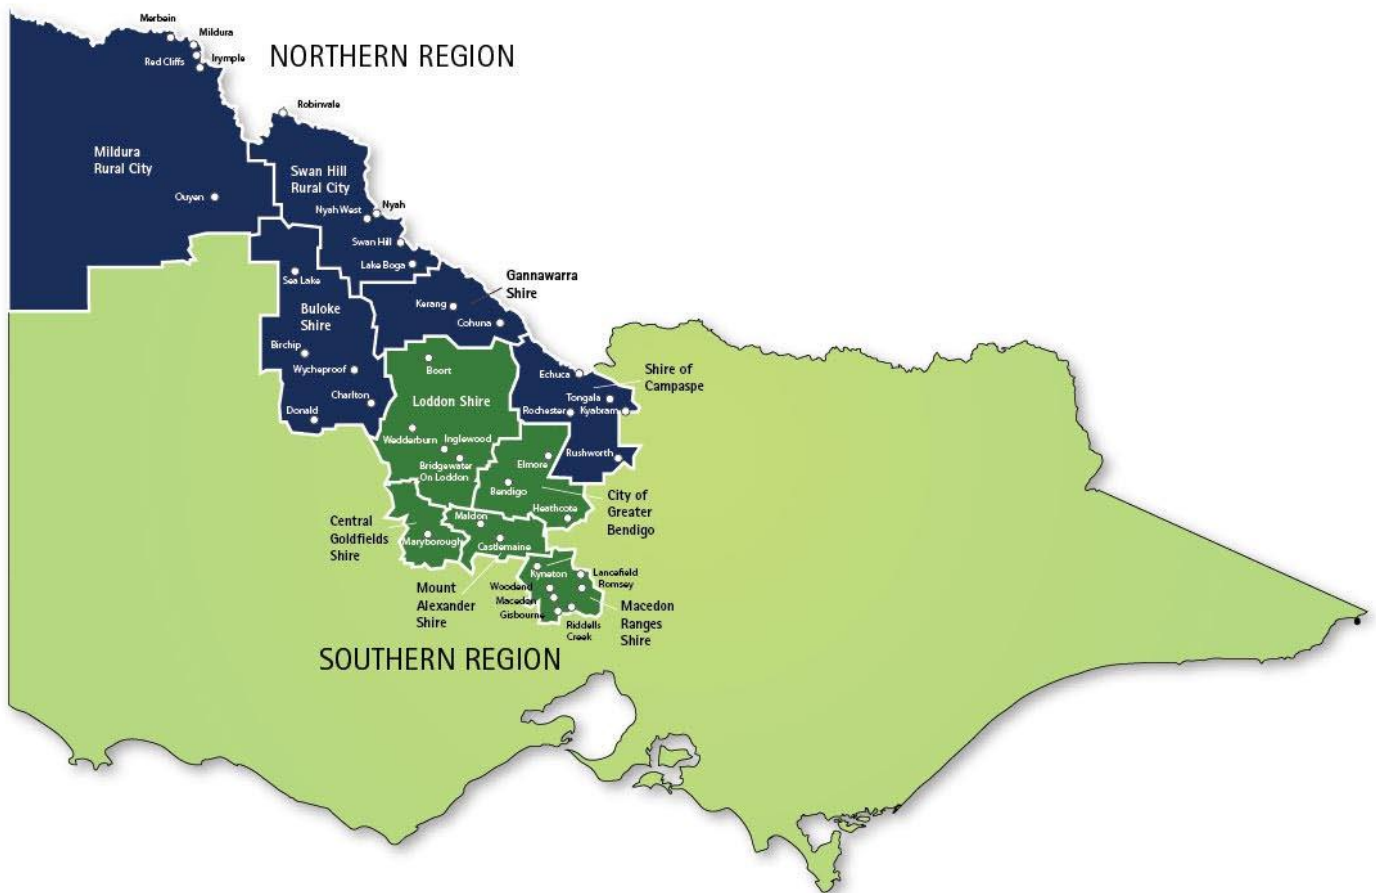 Merbein
Mildura
Irymple
Red Cliffs
NORTHERN REGION
Robinvale
Mildura
Rural City
Ouyen
Swan Hill
Rural City
Nyah West
Nyah
Swan Hill
Lake Boga
Gannawarra
Shire
Sea Lake
Kerang
Cohuna
Buloke
Shire
Birchip
Wycheproof
Charlton
Donald
Boort
Loddon Shire
Echuca
Shire of
Campaspe
Tongala
Rochester
Kyabram
Wedderburn
Inglewood
Bridgewater
On Loddon
Elmore
Rushworth
Bendigo
Heathcote
City of
Greater
Bendigo
Central
Goldfields
Shire
Maldon
Maryborough
Castlemaine
Mount
Alexander
Shire
Kyneton
Lancefield
Romsey
Woodend
Macedon
Gisbourne
Riddells
Creek
Macedon
Ranges
Shire
SOUTHERN REGION